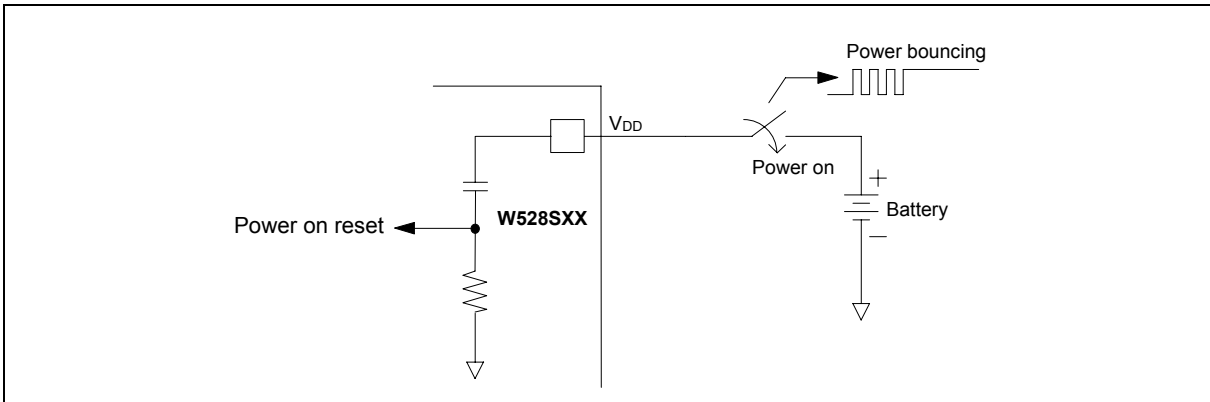 Power bouncing
VDD
Power on
+
Battery
−
W528SXX
Power on reset